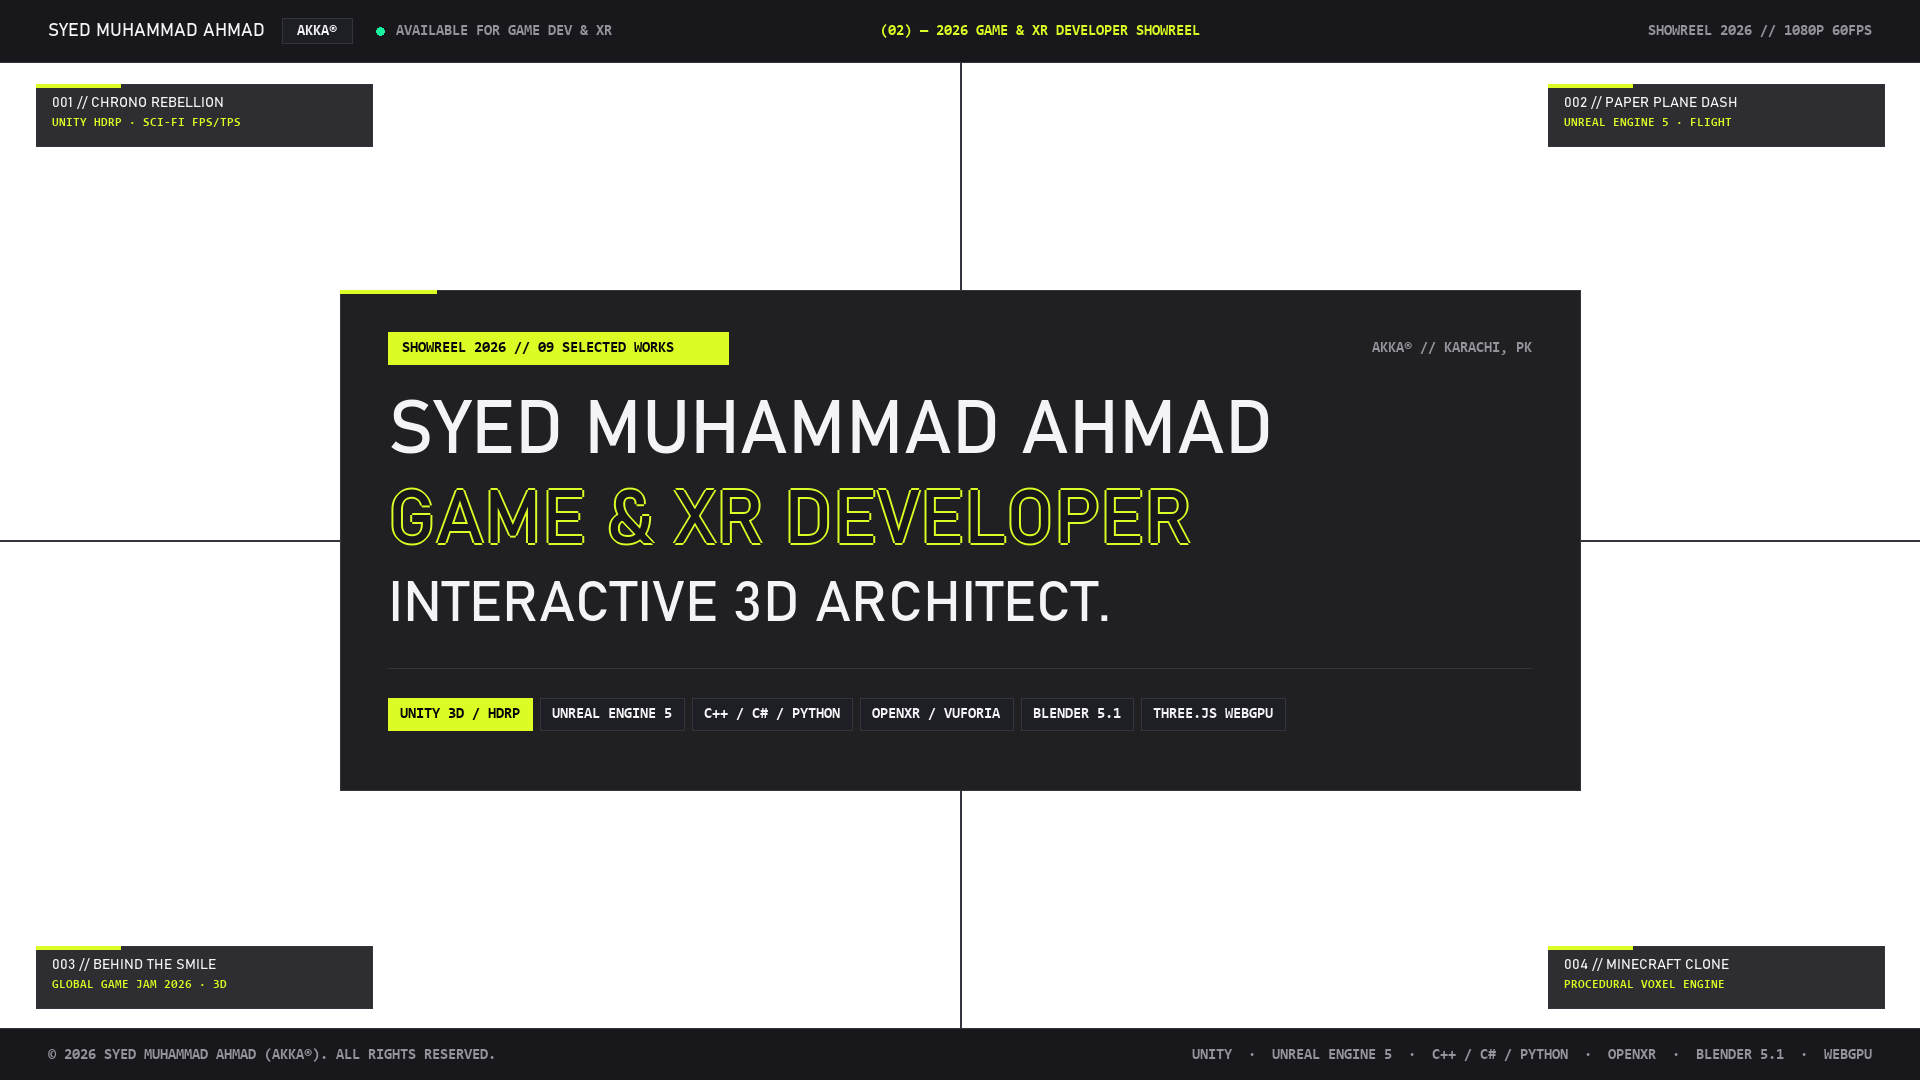 SYED MUHAMMAD AHMAD AKKA® AVAILABLE FOR GAME DEV & XR (02) — 2026 GAME & XR DEVELOPER SHOWREEL SHOWREEL 2026 // 1080P 60FPS
001 // CHRONO REBELLION
UNITY HDRP · SCI-FI FPS/TPS
002 // PAPER PLANE DASH
UNREAL ENGINE 5 · FLIGHT
SHOWREEL 2026 // 09 SELECTED WORKS
AKKA® // KARACHI, PK
SYED MUHAMMAD AHMAD
GAME & XR DEVELOPER
INTERACTIVE 3D ARCHITECT.
UNITY 3D / HDRP UNREAL ENGINE 5 C++ / C# / PYTHON OPENXR / VUFORIA BLENDER 5.1 THREE.JS WEBGPU
003 // BEHIND THE SMILE
GLOBAL GAME JAM 2026 · 3D
004 // MINECRAFT CLONE
PROCEDURAL VOXEL ENGINE
© 2026 SYED MUHAMMAD AHMAD (AKKA®). ALL RIGHTS RESERVED.
UNITY · UNREAL ENGINE 5 · C++ / C# / PYTHON · OPENXR · BLENDER 5.1 · WEBGPU